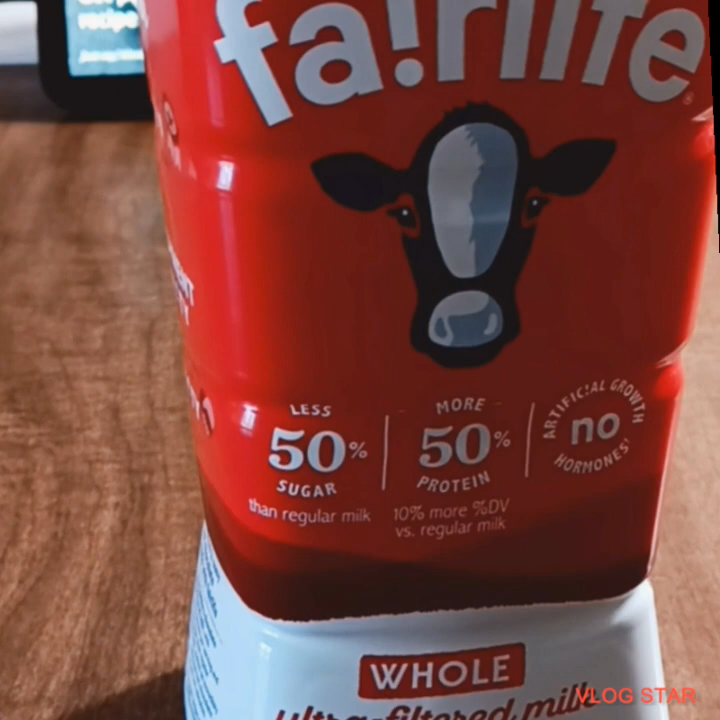 recipe
fa!rlife®
LESS
50%
SUGAR
than regular milk
MORE
50%
PROTEIN
10% more %DV
vs. regular milk
ARTIFICIAL GROWTH
no
HORMONES'
WHOLE
ultra-filtered milk
VLOG STAR